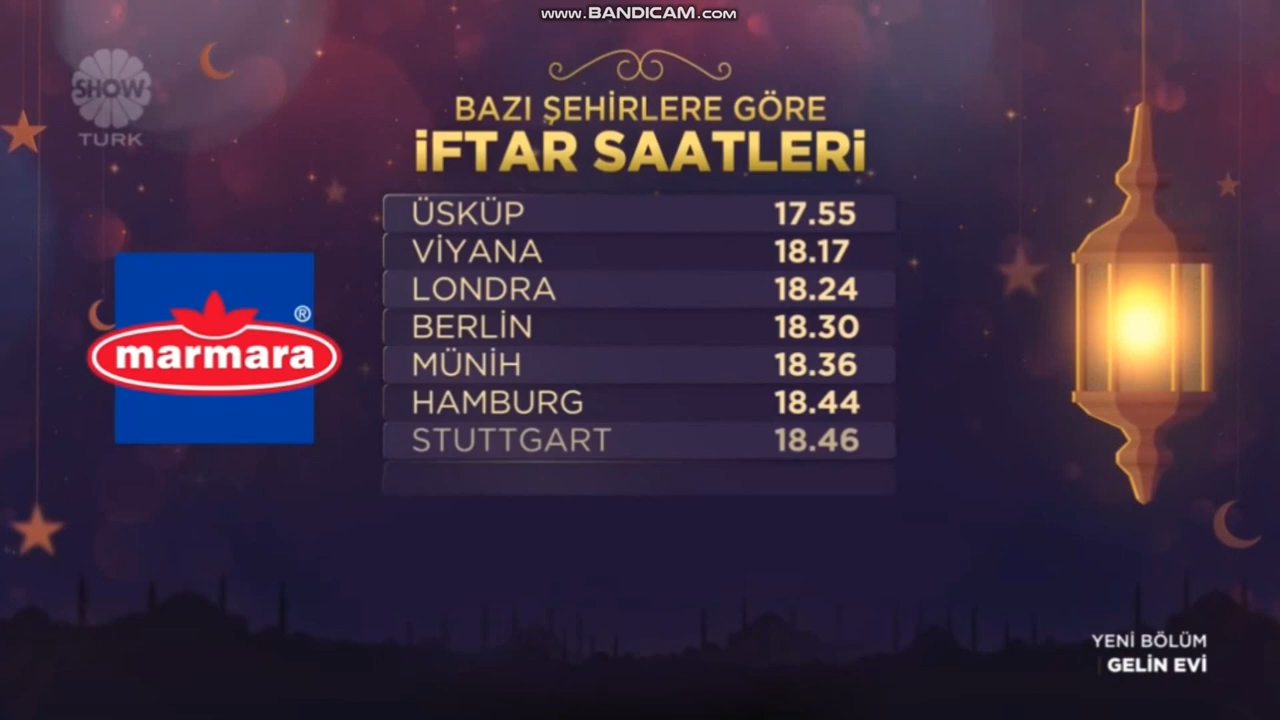 www.BANDICAM.com
SHOW
TURK
BAZI ŞEHİRLERE GÖRE
iFTAR SAATLERi
ÜSKÜP 17.55
VİYANA 18.17
LONDRA 18.24
BERLİN 18.30
MÜNİH 18.36
HAMBURG 18.44
STUTTGART 18.46
marmara®
YENİ BÖLÜM
GELİN EVİ